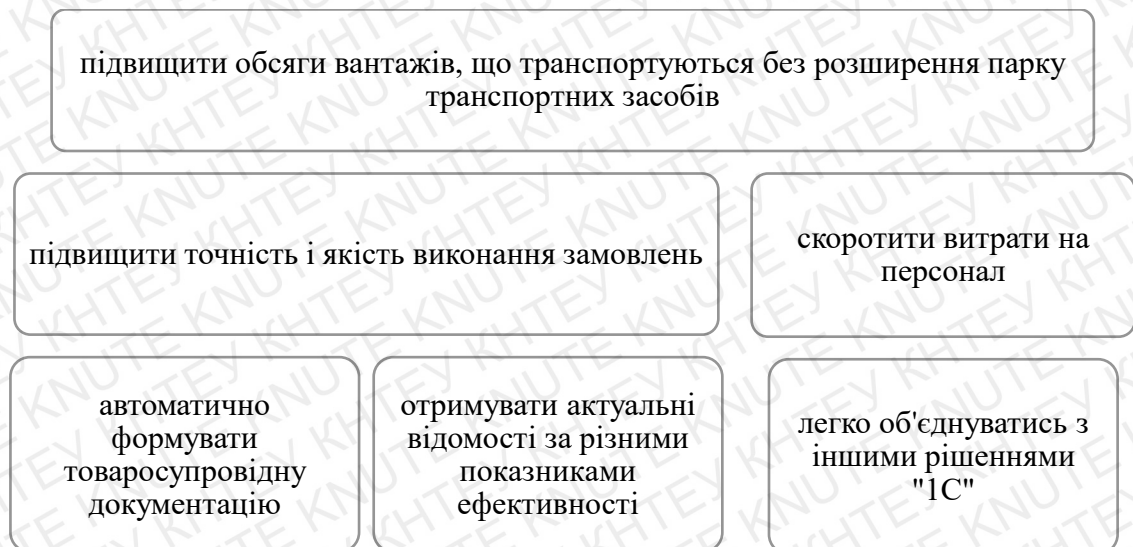 підвищити обсяги вантажів, що транспортуються без розширення парку
транспортних засобів
підвищити точність і якість виконання замовлень
скоротити витрати на
персонал
автоматично
формувати
товаросупровідну
документацію
отримувати актуальні
відомості за різними
показниками
ефективності
легко об'єднуватись з
іншими рішеннями
"1С"